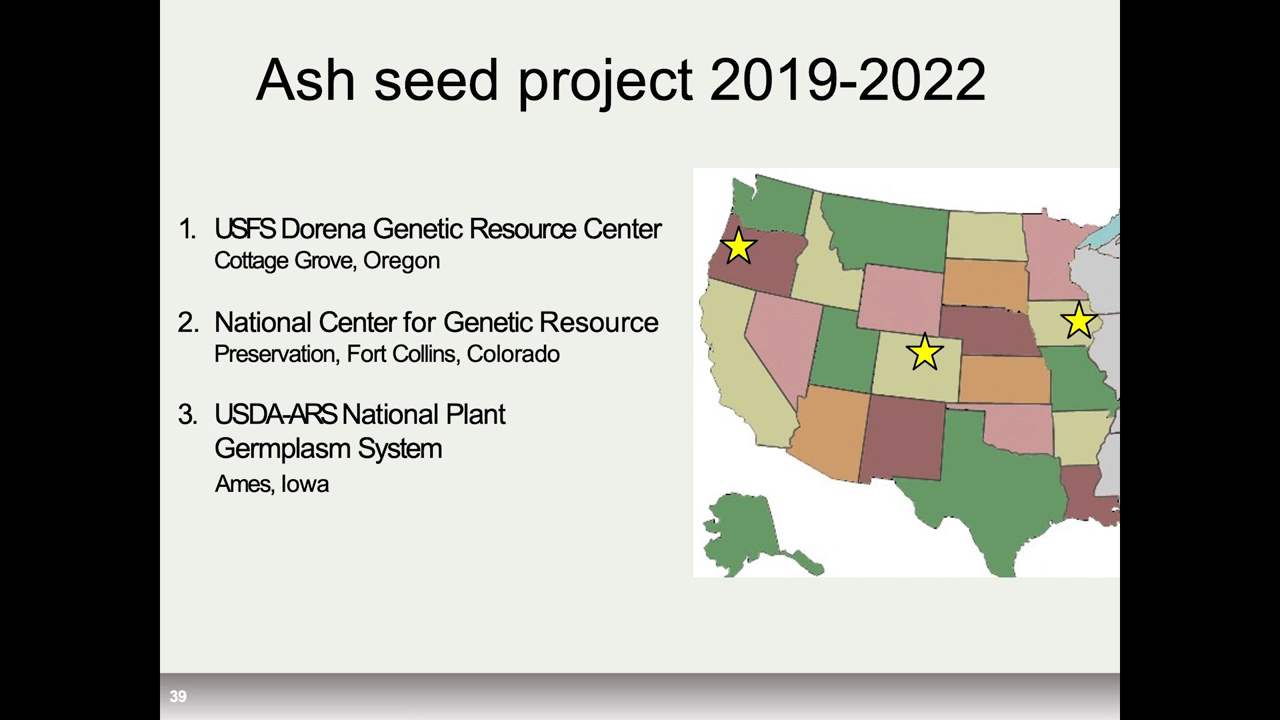 Ash seed project 2019-2022
1. USFS Dorena Genetic Resource Center
Cottage Grove, Oregon
2. National Center for Genetic Resource
Preservation, Fort Collins, Colorado
3. USDA-ARS National Plant
Germplasm System
Ames, Iowa
39